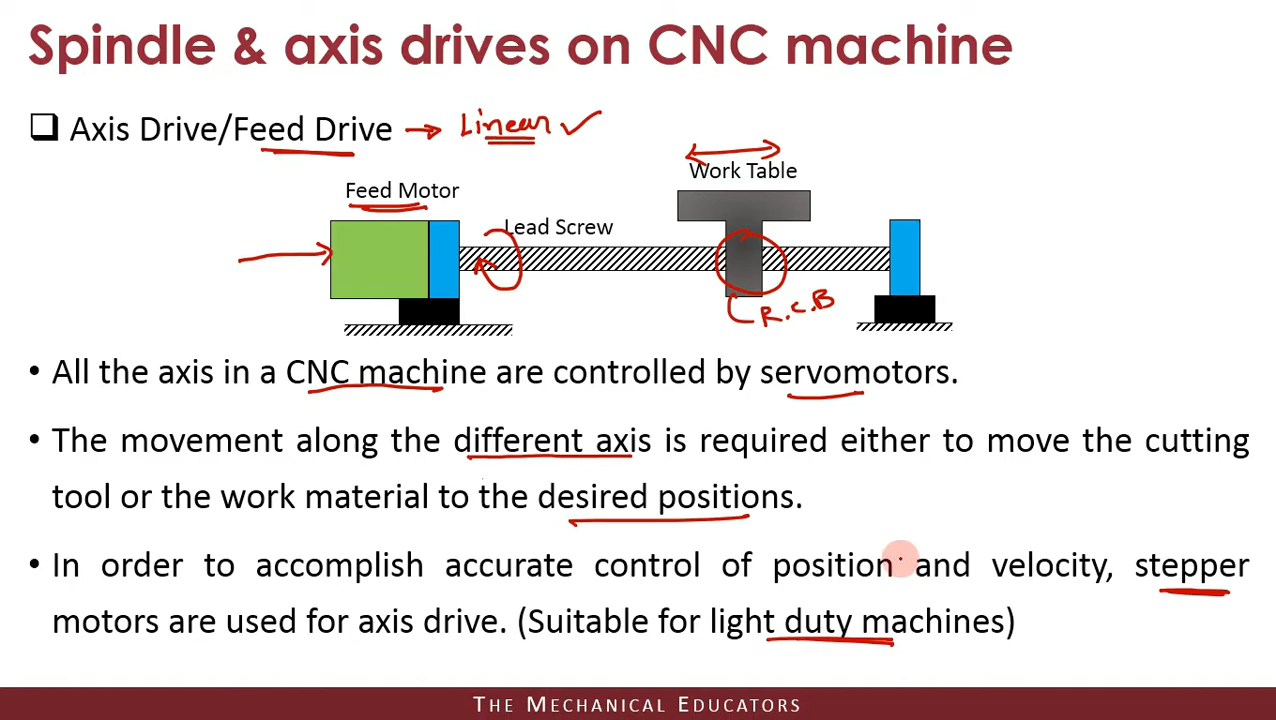 Spindle & axis drives on CNC machine
❑ Axis Drive/Feed Drive → Linear ✓
Work Table
Feed Motor
Lead Screw
R.C.B
• All the axis in a CNC machine are controlled by servomotors.
• The movement along the different axis is required either to move the cutting
tool or the work material to the desired positions.
• In order to accomplish accurate control of position and velocity, stepper
motors are used for axis drive. (Suitable for light duty machines)
THE MECHANICAL EDUCATORS